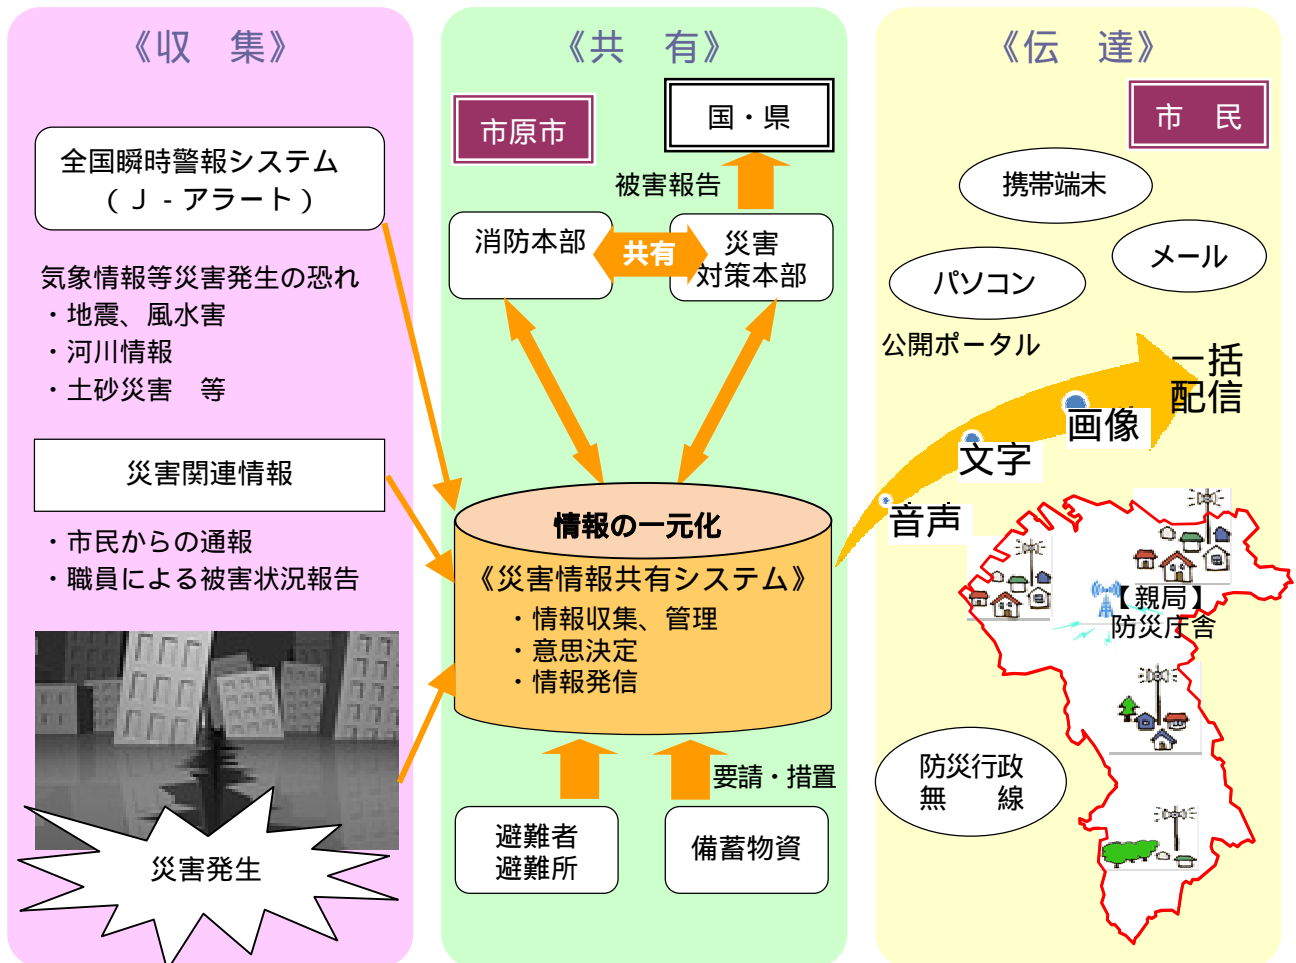 《収　集》
全国瞬時警報システム
（Ｊ‐アラート）
気象情報等災害発生の恐れ
・地震、風水害
・河川情報
・土砂災害　等
災害関連情報
・市民からの通報
・職員による被害状況報告
災害発生
《共　有》
市原市
国・県
被害報告
消防本部
共有
災害
対策本部
情報の一元化
《災害情報共有システム》
・情報収集、管理
・意思決定
・情報発信
要請・措置
避難者
避難所
備蓄物資
《伝　達》
市　民
携帯端末
メール
パソコン
公開ポータル
一括
配信
画像
文字
音声
【親局】
防災庁舎
防災行政
無　　線